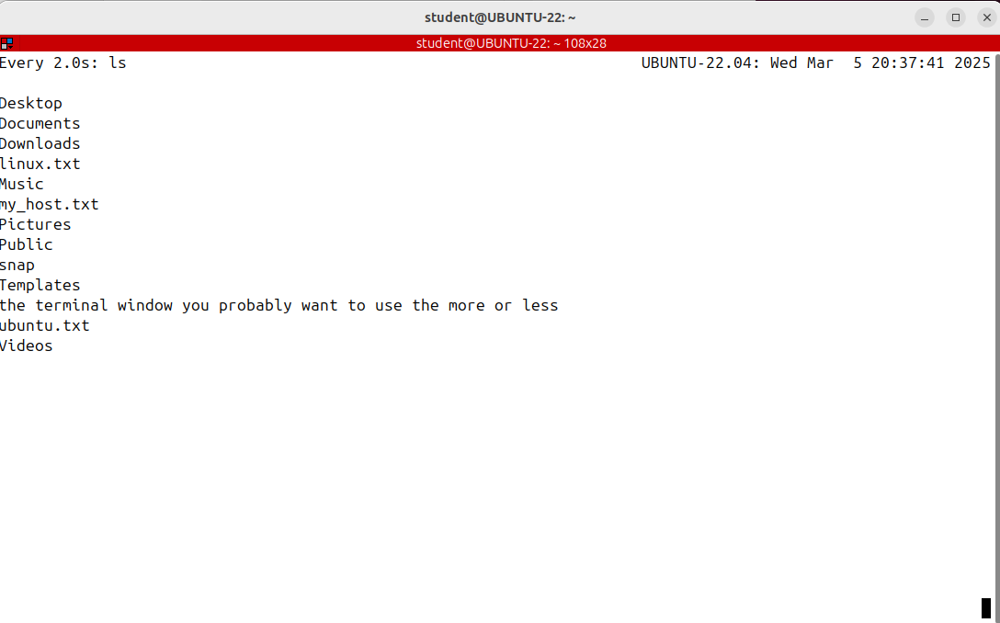 student@UBUNTU-22: ~
student@UBUNTU-22: ~ 108x28
Every 2.0s: ls UBUNTU-22.04: Wed Mar  5 20:37:41 2025
Desktop
Documents
Downloads
linux.txt
Music
my_host.txt
Pictures
Public
snap
Templates
the terminal window you probably want to use the more or less
ubuntu.txt
Videos